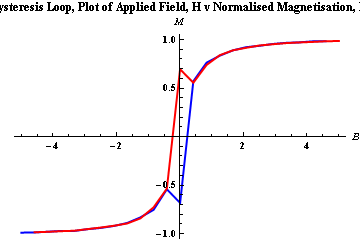 ysteresis Loop, Plot of Applied Field, H v Normalised Magnetisation,
M
1.0
0.5
−4 −2 2 4 B
−0.5
−1.0